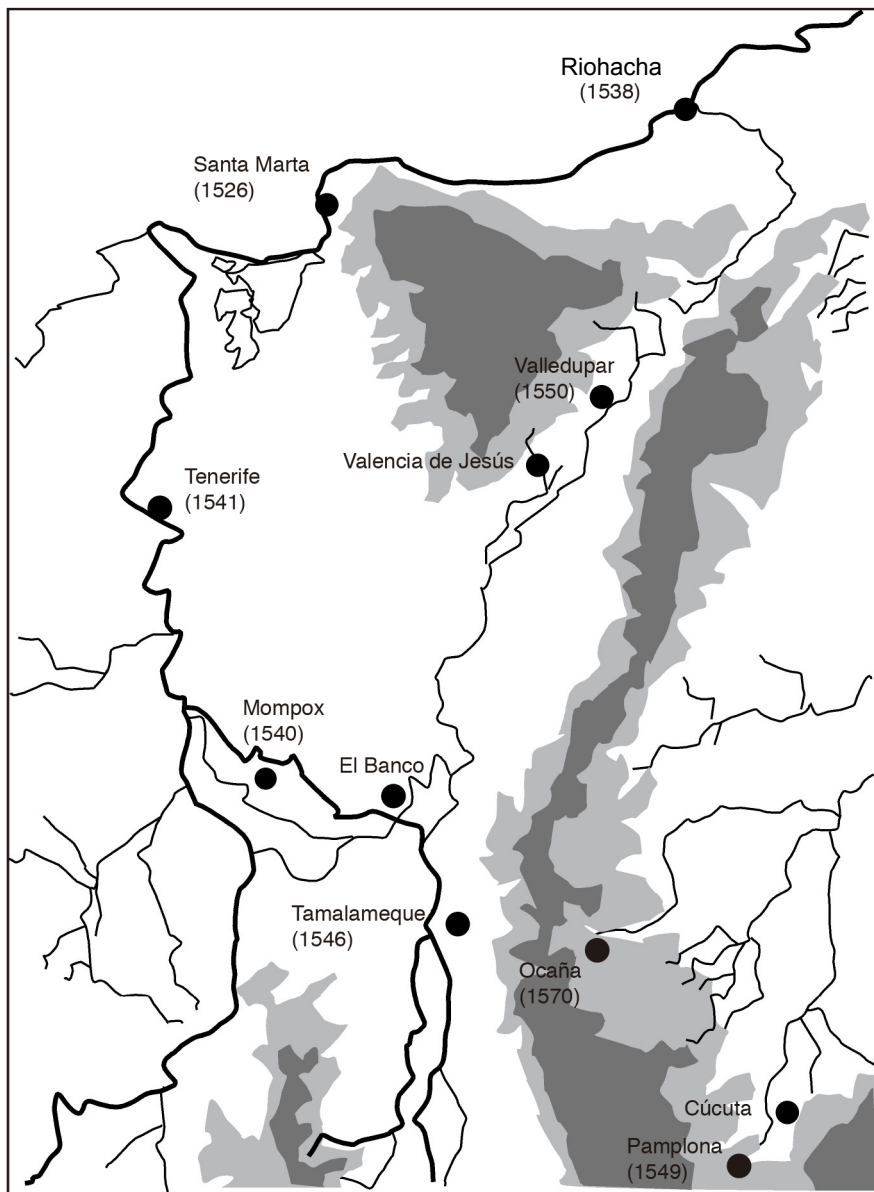 Riohacha
(1538)
Santa Marta
(1526)
Valledupar
(1550)
Valencia de Jesús
Tenerife
(1541)
Mompox
(1540)
El Banco
Tamalameque
(1546)
Ocaña
(1570)
Cúcuta
Pamplona
(1549)